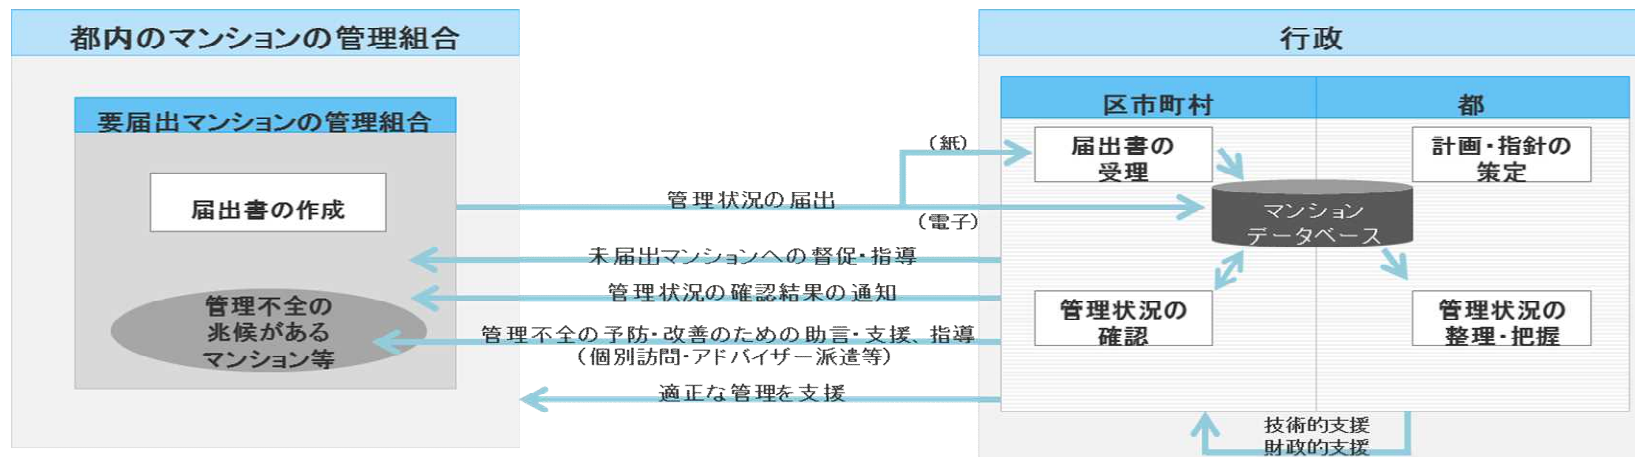 都内のマンションの管理組合
要届出マンションの管理組合
届出書の作成
管理不全の
兆候がある
マンション等
管理状況の届出
(紙)
(電子)
未届出マンションへの督促・指導
管理状況の確認結果の通知
管理不全の予防・改善のための助言・支援、指導
(個別訪問・アドバイザー派遣等)
適正な管理を支援
行政
区市町村
都
届出書の
受理
計画・指針の
策定
マンション
データベース
管理状況の
確認
管理状況の
整理・把握
技術的支援
財政的支援